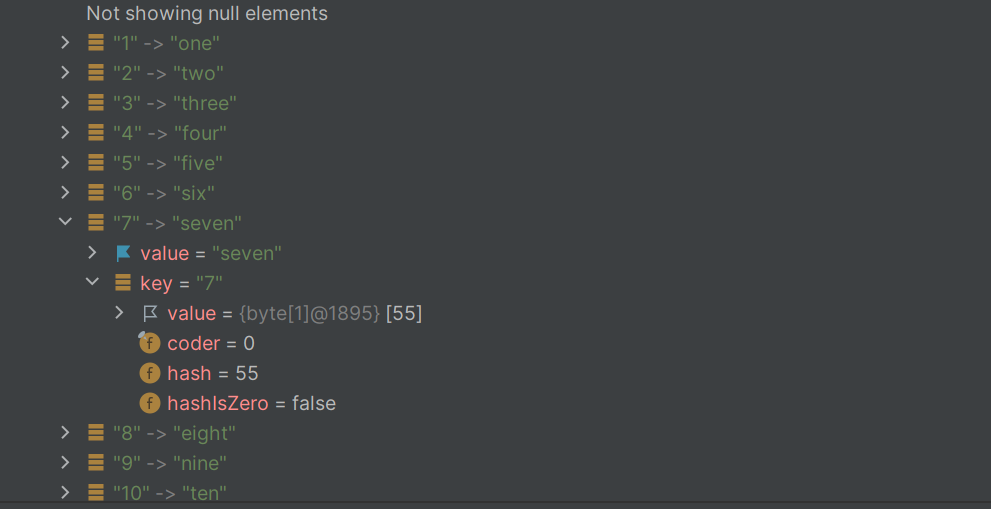 Not showing null elements
"1" -> "one"
"2" -> "two"
"3" -> "three"
"4" -> "four"
"5" -> "five"
"6" -> "six"
"7" -> "seven"
value = "seven"
key = "7"
value = {byte[1]@1895} [55]
f coder = 0
f hash = 55
f hashIsZero = false
"8" -> "eight"
"9" -> "nine"
"10" -> "ten"